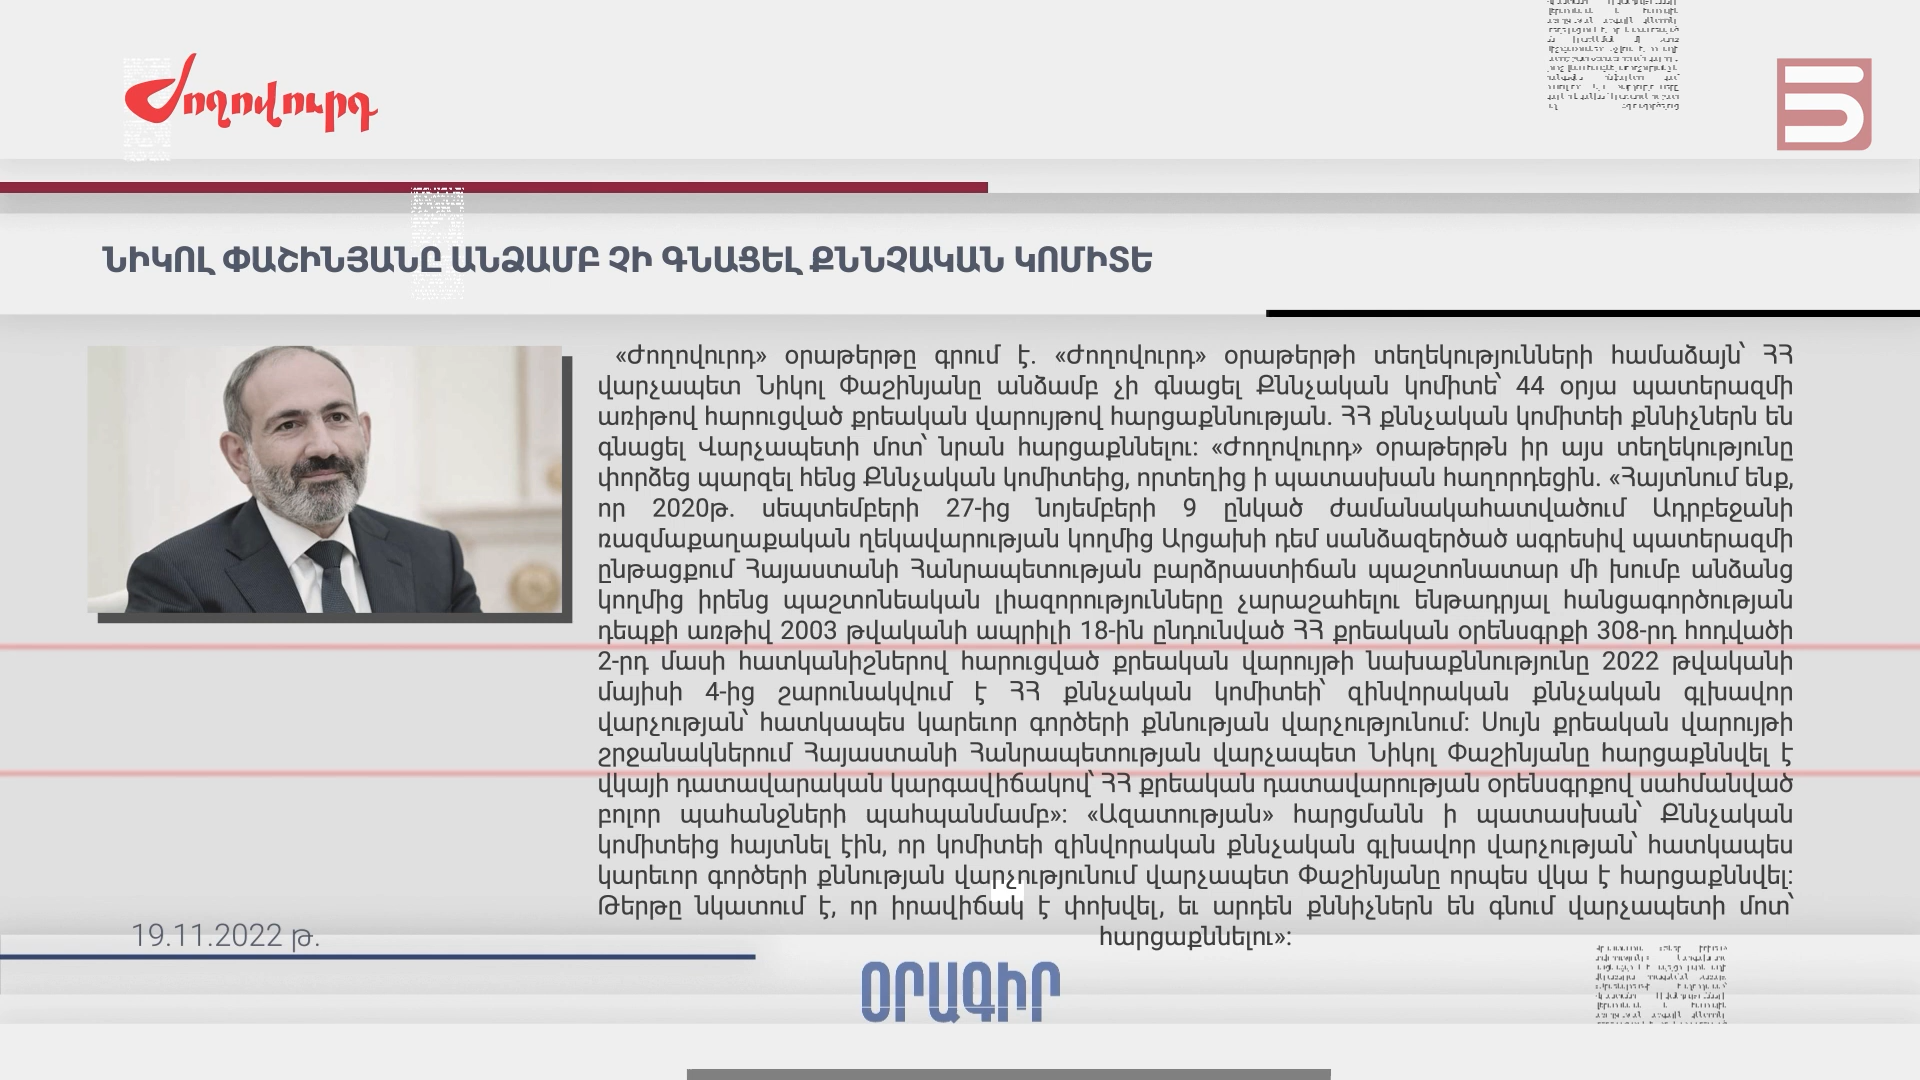 Ժողովուրդ
ՆԻԿՈԼ ՓԱՇԻՆՅԱՆԸ ԱՆՁԱՄԲ ՉԻ ԳՆԱՑԵԼ ՔՆՆՉԱԿԱՆ ԿՈՄԻՏԵ
«Ժողովուրդ» օրաթերթը գրում է. «Ժողովուրդ» օրաթերթի տեղեկությունների համաձայն՝ ՀՀ
վարչապետ Նիկոլ Փաշինյանը անձամբ չի գնացել Քննչական կոմիտե՝ 44 օրյա պատերազմի
առիթով հարուցված քրեական վարույթով հարցաքննության. ՀՀ քննչական կոմիտեի քննիչներն են
գնացել Վարչապետի մոտ՝ նրան հարցաքննելու: «Ժողովուրդ» օրաթերթն իր այս տեղեկությունը
փորձեց պարզել հենց Քննչական կոմիտեից, որտեղից ի պատասխան հաղորդեցին. «Հայտնում ենք,
որ 2020թ. սեպտեմբերի 27-ից նոյեմբերի 9 ընկած ժամանակահատվածում Ադրբեջանի
ռազմաքաղաքական ղեկավարության կողմից Արցախի դեմ սանձազերծած ագրեսիվ պատերազմի
ընթացքում Հայաստանի Հանրապետության բարձրաստիճան պաշտոնատար մի խումբ անձանց
կողմից իրենց պաշտոնեական լիազորությունները չարաշահելու ենթադրյալ հանցագործության
դեպքի առթիվ 2003 թվականի ապրիլի 18-ին ընդունված ՀՀ քրեական օրենսգրքի 308-րդ հոդվածի
2-րդ մասի հատկանիշներով հարուցված քրեական վարույթի նախաքննությունը 2022 թվականի
մայիսի 4-ից շարունակվում է ՀՀ քննչական կոմիտեի՝ զինվորական քննչական գլխավոր
վարչության՝ հատկապես կարեւոր գործերի քննության վարչությունում: Սույն քրեական վարույթի
շրջանակներում Հայաստանի Հանրապետության վարչապետ Նիկոլ Փաշինյանը հարցաքննվել է
վկայի դատավարական կարգավիճակով՝ ՀՀ քրեական դատավարության օրենսգրքով սահմանված
բոլոր պահանջների պահպանմամբ»: «Ազատության» հարցմանն ի պատասխան՝ Քննչական
կոմիտեից հայտնել էին, որ կոմիտեի զինվորական քննչական գլխավոր վարչության՝ հատկապես
կարեւոր գործերի քննության վարչությունում վարչապետ Փաշինյանը որպես վկա է հարցաքննվել:
Թերթը նկատում է, որ իրավիճակ է փոխվել, եւ արդեն քննիչներն են գնում վարչապետի մոտ՝
հարցաքննելու»:
19.11.2022 թ.
ՕՐԱԳԻՐ